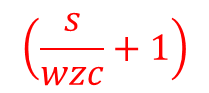 (s/wzc + 1)